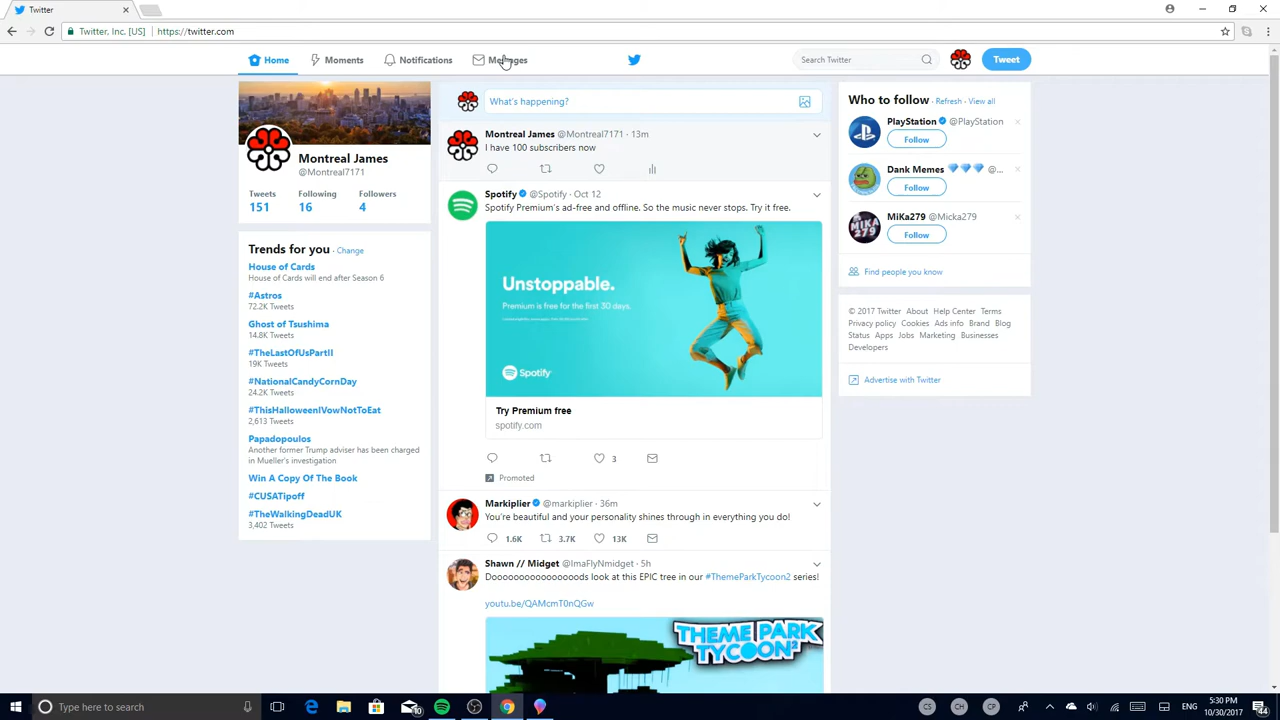 Twitter
Twitter, Inc. [US] https://twitter.com
Home Moments Notifications Messages
Search Twitter
Tweet
Montreal James
@Montreal7171
Tweets Following Followers
151 16 4
Trends for you · Change
House of Cards
House of Cards will end after Season 6
#Astros
72.2K Tweets
Ghost of Tsushima
14.8K Tweets
#TheLastOfUsPartII
19K Tweets
#NationalCandyCornDay
24.2K Tweets
#ThisHalloweenIVowNotToEat
2,613 Tweets
Papadopoulos
Another former Trump adviser has been charged
in Mueller's investigation
Win A Copy Of The Book
#CUSATipoff
#TheWalkingDeadUK
3,402 Tweets
What's happening?
Montreal James @Montreal7171 · 13m
I have 100 subscribers now
Spotify @Spotify · Oct 12
Spotify Premium's ad-free and offline. So the music never stops. Try it free.
Unstoppable.
Premium is free for the first 30 days.
Spotify
Try Premium free
spotify.com
3
Promoted
Markiplier @markiplier · 36m
You're beautiful and your personality shines through in everything you do!
1.6K 3.7K 13K
Shawn // Midget @ImaFlyNmidget · 5h
Dooooooooooooooods look at this EPIC tree in our #ThemeParkTycoon2 series!
youtu.be/QAMcmT0nQGw
THEME PARK
TYCOON 2
Who to follow · Refresh · View all
PlayStation @PlayStation
Follow
Dank Memes 💎💎💎 @...
Follow
MiKa279 @Micka279
Follow
Find people you know
© 2017 Twitter About Help Center Terms
Privacy policy Cookies Ads info Brand Blog
Status Apps Jobs Marketing Businesses
Developers
Advertise with Twitter
Type here to search
CS CH CP
ENG
5:30 PM
10/30/2017
44